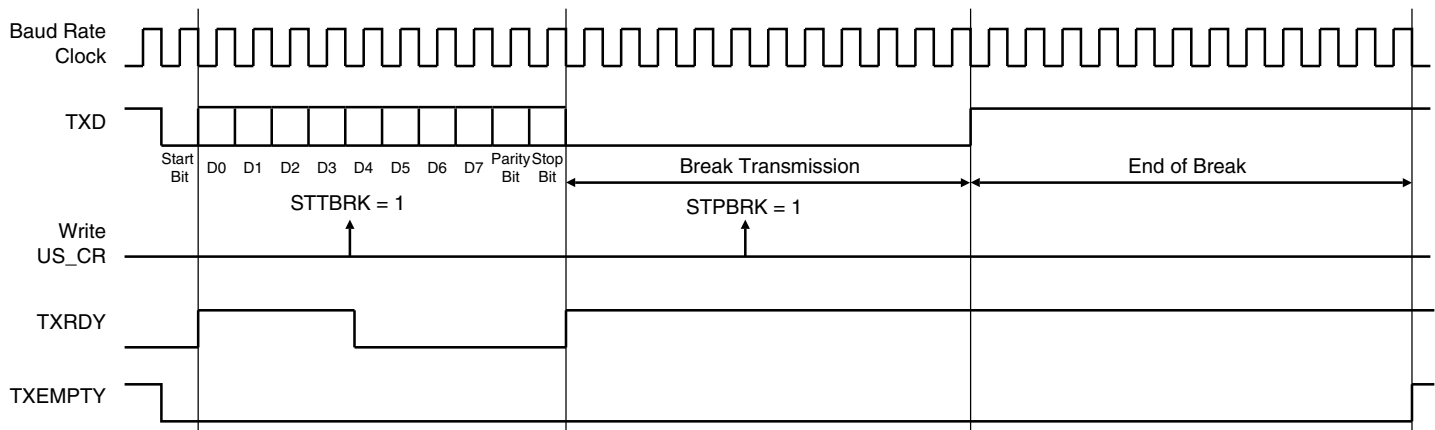 Baud Rate
Clock
TXD
Start
Bit
D0
D1
D2
D3
D4
D5
D6
D7
Parity
Bit
Stop
Bit
Break Transmission
End of Break
STTBRK = 1
STPBRK = 1
Write
US_CR
TXRDY
TXEMPTY